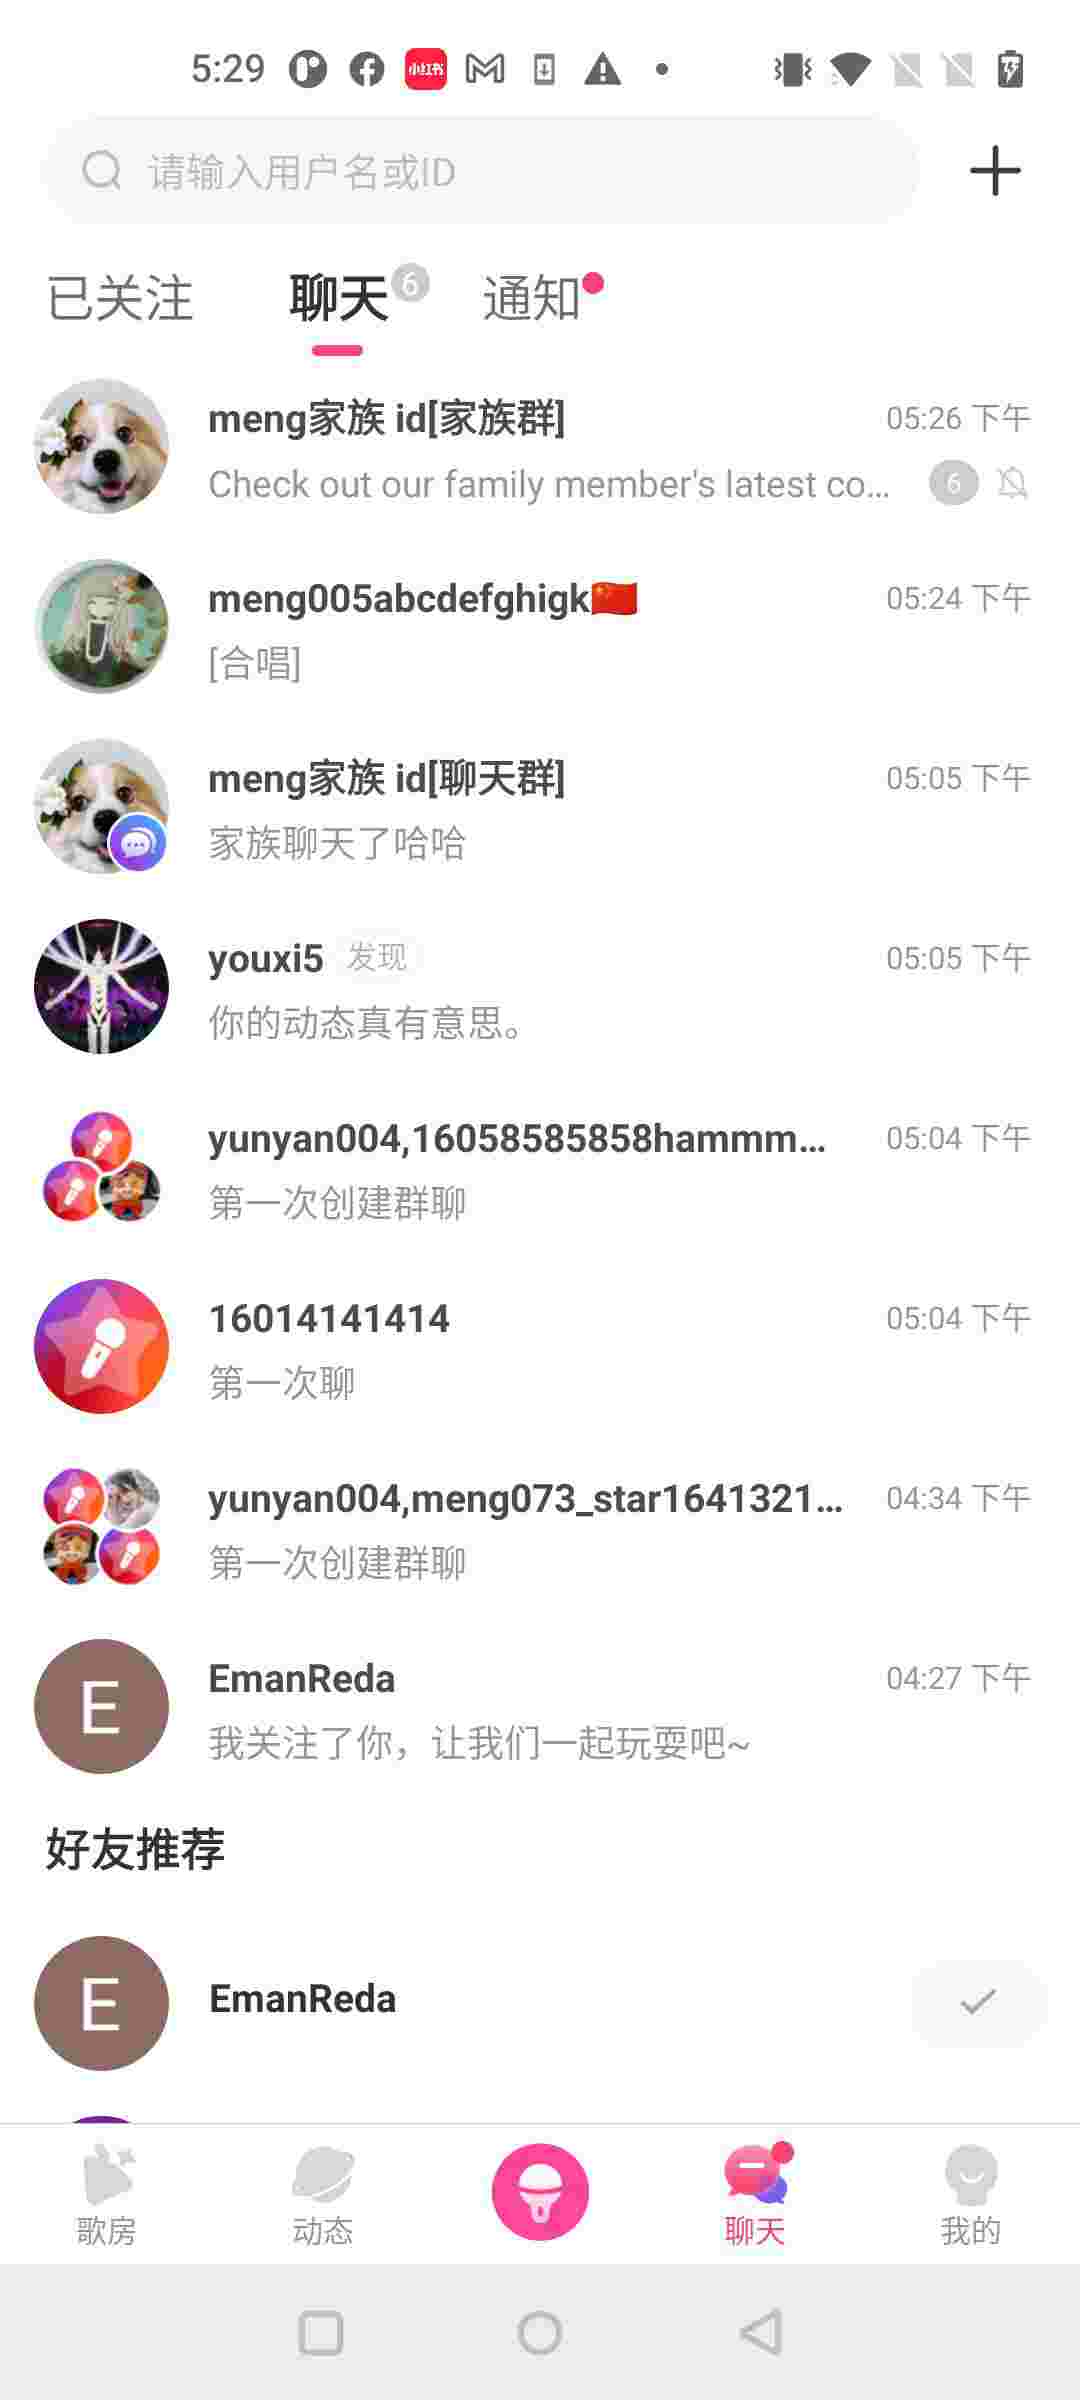 5:29
小红书
请输入用户名或ID
已关注
聊天
6
通知
meng家族 id[家族群]
05:26 下午
Check out our family member's latest co...
6
meng005abcdefghigk🇨🇳
05:24 下午
[合唱]
meng家族 id[聊天群]
05:05 下午
家族聊天了哈哈
youxi5
发现
05:05 下午
你的动态真有意思。
yunyan004,16058585858hammm...
05:04 下午
第一次创建群聊
16014141414
05:04 下午
第一次聊
yunyan004,meng073_star1641321...
04:34 下午
第一次创建群聊
E
EmanReda
04:27 下午
我关注了你，让我们一起玩耍吧~
好友推荐
E
EmanReda
歌房
动态
聊天
我的